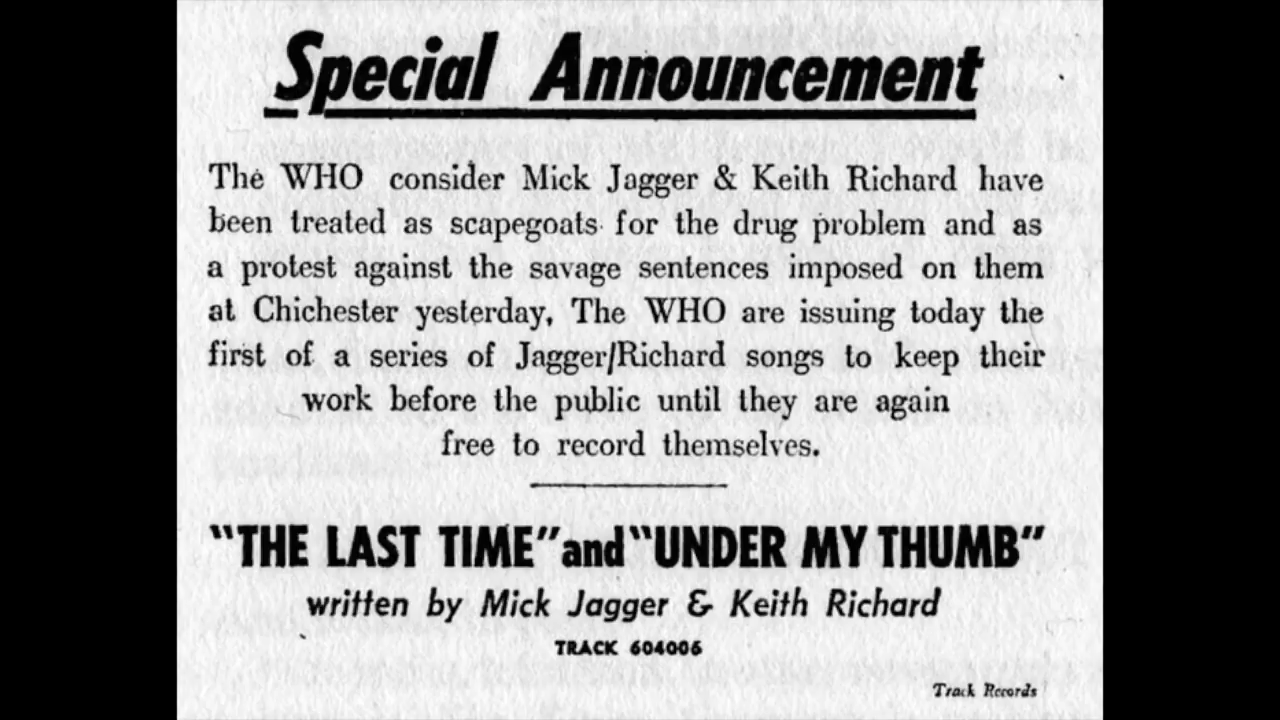 Special Announcement
The WHO consider Mick Jagger & Keith Richard have
been treated as scapegoats for the drug problem and as
a protest against the savage sentences imposed on them
at Chichester yesterday, The WHO are issuing today the
first of a series of Jagger/Richard songs to keep their
work before the public until they are again
free to record themselves.
"THE LAST TIME" and "UNDER MY THUMB"
written by Mick Jagger & Keith Richard
TRACK 604006
Track Records